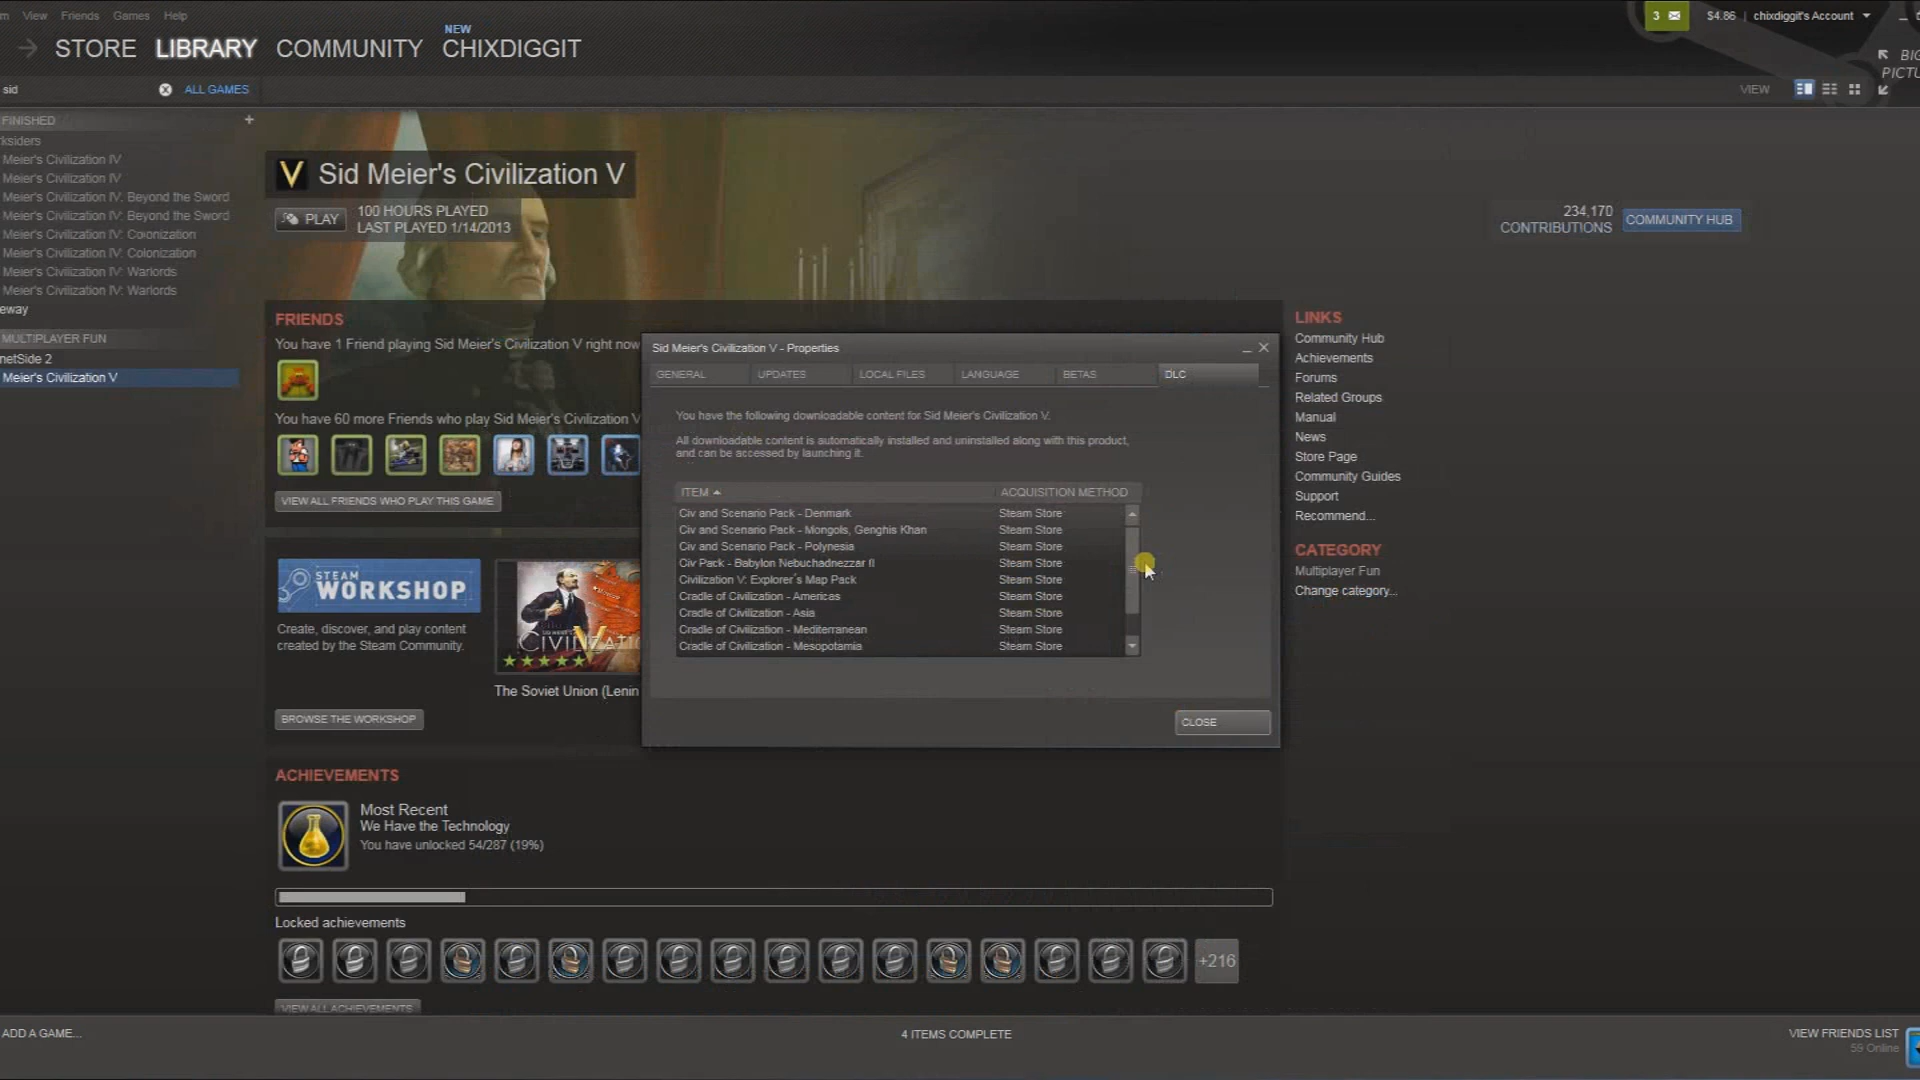 View Friends Games Help
3 $4.86 chixdiggit's Account
NEW
STORE LIBRARY COMMUNITY CHIXDIGGIT
sid ALL GAMES
VIEW
FINISHED +
ksiders
Meier's Civilization IV
Meier's Civilization IV
Meier's Civilization IV: Beyond the Sword
Meier's Civilization IV: Beyond the Sword
Meier's Civilization IV: Colonization
Meier's Civilization IV: Colonization
Meier's Civilization IV: Warlords
Meier's Civilization IV: Warlords
eway
MULTIPLAYER FUN
netSide 2
Meier's Civilization V
V Sid Meier's Civilization V
PLAY
100 HOURS PLAYED
LAST PLAYED 1/14/2013
234,170
CONTRIBUTIONS
COMMUNITY HUB
FRIENDS
You have 1 Friend playing Sid Meier's Civilization V right now
You have 60 more Friends who play Sid Meier's Civilization V
VIEW ALL FRIENDS WHO PLAY THIS GAME
STEAM
WORKSHOP
Create, discover, and play content
created by the Steam Community.
The Soviet Union (Lenin
BROWSE THE WORKSHOP
Sid Meier's Civilization V - Properties
GENERAL UPDATES LOCAL FILES LANGUAGE BETAS DLC
You have the following downloadable content for Sid Meier's Civilization V.
All downloadable content is automatically installed and uninstalled along with this product,
and can be accessed by launching it.
ITEM ACQUISITION METHOD
Civ and Scenario Pack - Denmark Steam Store
Civ and Scenario Pack - Mongols, Genghis Khan Steam Store
Civ and Scenario Pack - Polynesia Steam Store
Civ Pack - Babylon Nebuchadnezzar II Steam Store
Civilization V: Explorer's Map Pack Steam Store
Cradle of Civilization - Americas Steam Store
Cradle of Civilization - Asia Steam Store
Cradle of Civilization - Mediterranean Steam Store
Cradle of Civilization - Mesopotamia Steam Store
CLOSE
LINKS
Community Hub
Achievements
Forums
Related Groups
Manual
News
Store Page
Community Guides
Support
Recommend...
CATEGORY
Multiplayer Fun
Change category...
ACHIEVEMENTS
Most Recent
We Have the Technology
You have unlocked 54/287 (19%)
Locked achievements
+216
VIEW ALL ACHIEVEMENTS
ADD A GAME...
4 ITEMS COMPLETE
VIEW FRIENDS LIST
59 Online